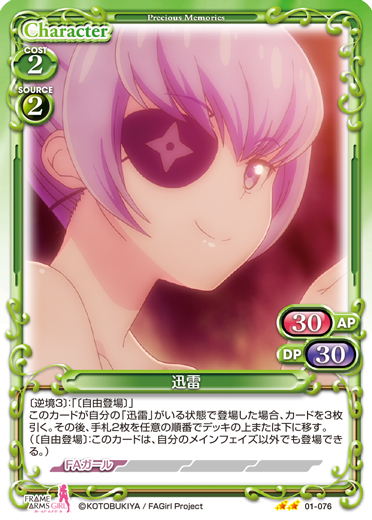 Precious Memories
Character
COST
2
SOURCE
2
30 AP
DP 30
迅雷
〔逆境3〕:「〔自由登場〕」
このカードが自分の「迅雷」がいる状態で登場した場合、カードを3枚
引く。その後、手札2枚を任意の順番でデッキの上または下に移す。
(〔自由登場〕:このカードは、自分のメインフェイズ以外でも登場でき
る。)
FAガール
FRAME
ARMS GIRL
©KOTOBUKIYA / FAGirl Project
01-076